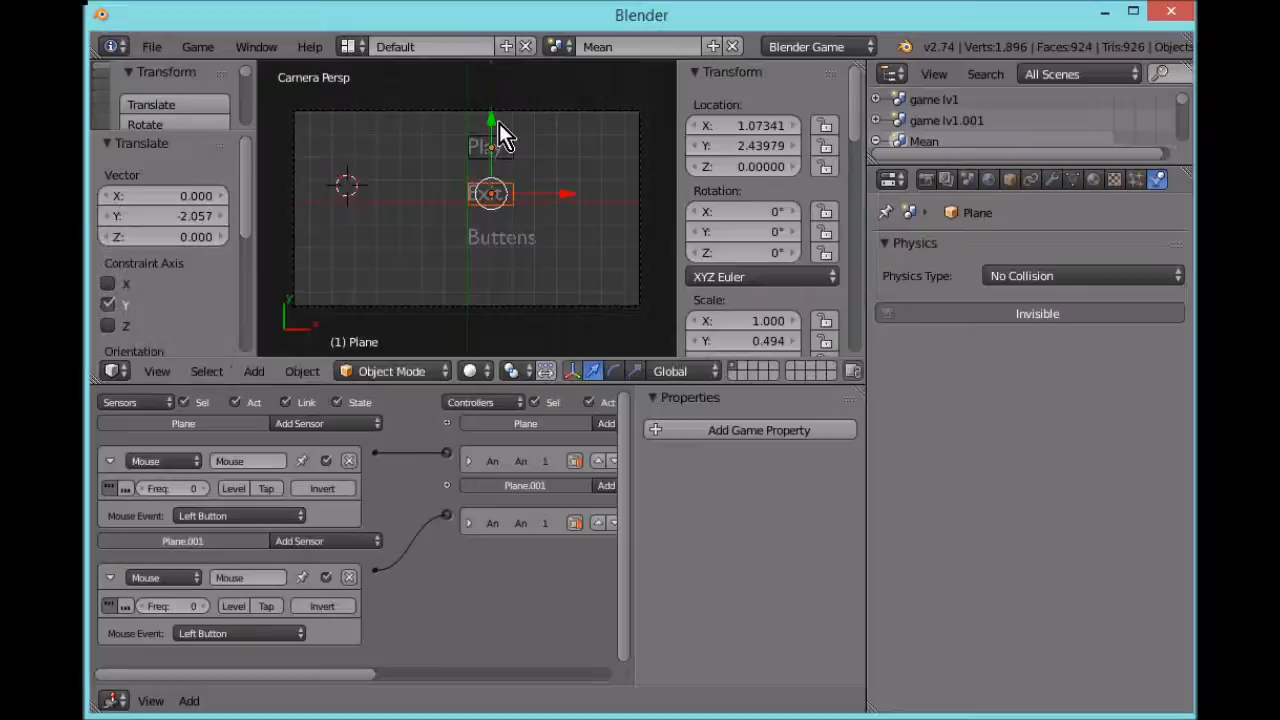 Blender
File Game Window Help Default Mean Blender Game v2.74 | Verts:1,896 | Faces:924 | Tris:926 | Objects
Transform
Translate
Rotate
Translate
Vector
X: 0.000
Y: -2.057
Z: 0.000
Constraint Axis
X
Y
Z
Orientation
Camera Persp
Play
Exit
Buttens
(1) Plane
Transform
Location:
X: 1.07341
Y: 2.43979
Z: 0.00000
Rotation:
X: 0°
Y: 0°
Z: 0°
XYZ Euler
Scale:
X: 1.000
Y: 0.494
View Search All Scenes
game lv1
game lv1.001
Mean
Plane
Physics
Physics Type: No Collision
Invisible
View Select Add Object Object Mode Global
Sensors Sel Act Link State Controllers Sel Act
Plane Add Sensor Plane Add
Mouse Mouse An An 1
Freq: 0 Level Tap Invert Plane.001 Add
Mouse Event: Left Button An An 1
Plane.001 Add Sensor
Mouse Mouse
Freq: 0 Level Tap Invert
Mouse Event: Left Button
Properties
Add Game Property
View Add